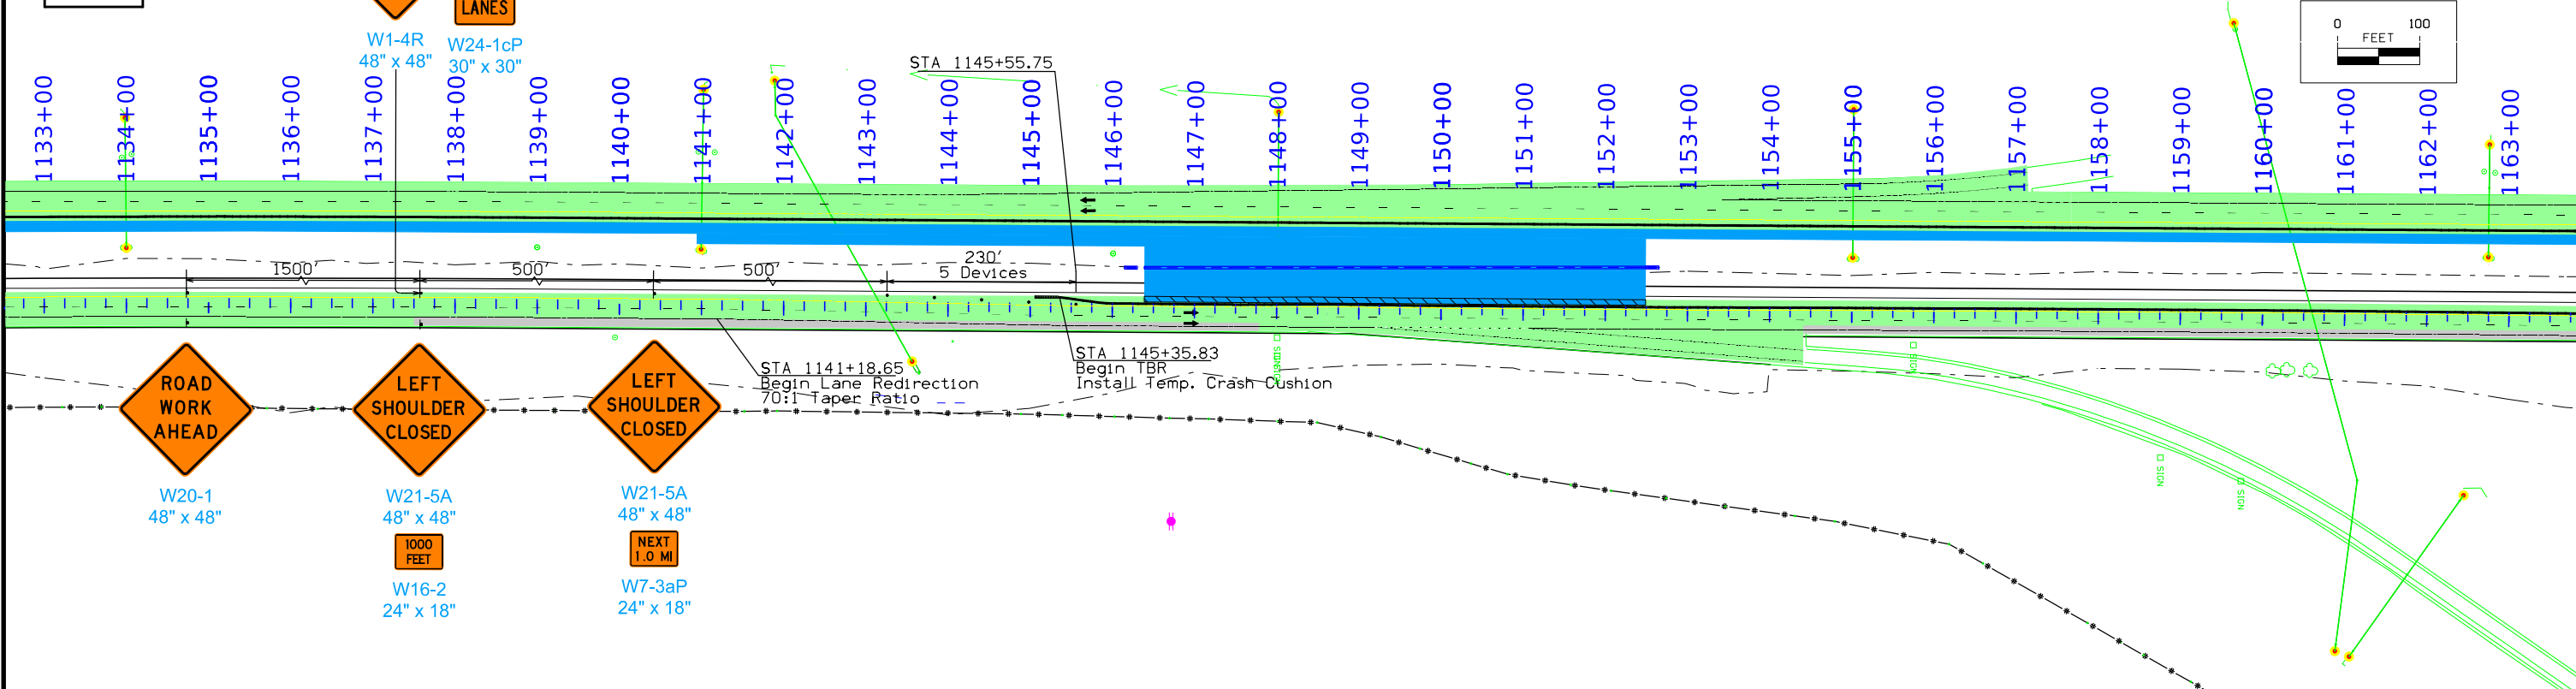 LANES
W1-4R
48" x 48"
W24-1cP
30" x 30"
STA 1145+55.75
0 100
FEET
1133+00
1134+00
1135+00
1136+00
1137+00
1138+00
1139+00
1140+00
1141+00
1142+00
1143+00
1144+00
1145+00
1146+00
1147+00
1148+00
1149+00
1150+00
1151+00
1152+00
1153+00
1154+00
1155+00
1156+00
1157+00
1158+00
1159+00
1160+00
1161+00
1162+00
1163+00
1500'
500'
500'
230'
5 Devices
STA 1141+18.65
Begin Lane Redirection
70:1 Taper Ratio
STA 1145+35.83
Begin TBR
Install Temp. Crash Cushion
ROAD
WORK
AHEAD
W20-1
48" x 48"
LEFT
SHOULDER
CLOSED
W21-5A
48" x 48"
1000
FEET
W16-2
24" x 18"
LEFT
SHOULDER
CLOSED
W21-5A
48" x 48"
NEXT
1.0 MI
W7-3aP
24" x 18"
SIGN
SIGN
SIGN